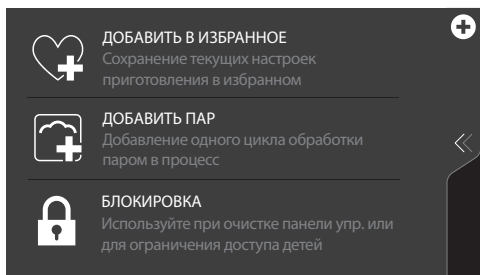 ДОБАВИТЬ В ИЗБРАННОЕ
Сохранение текущих настроек
приготовления в избранном
ДОБАВИТЬ ПАР
Добавление одного цикла обработки
паром в процесс
БЛОКИРОВКА
Используйте при очистке панели упр. или
для ограничения доступа детей